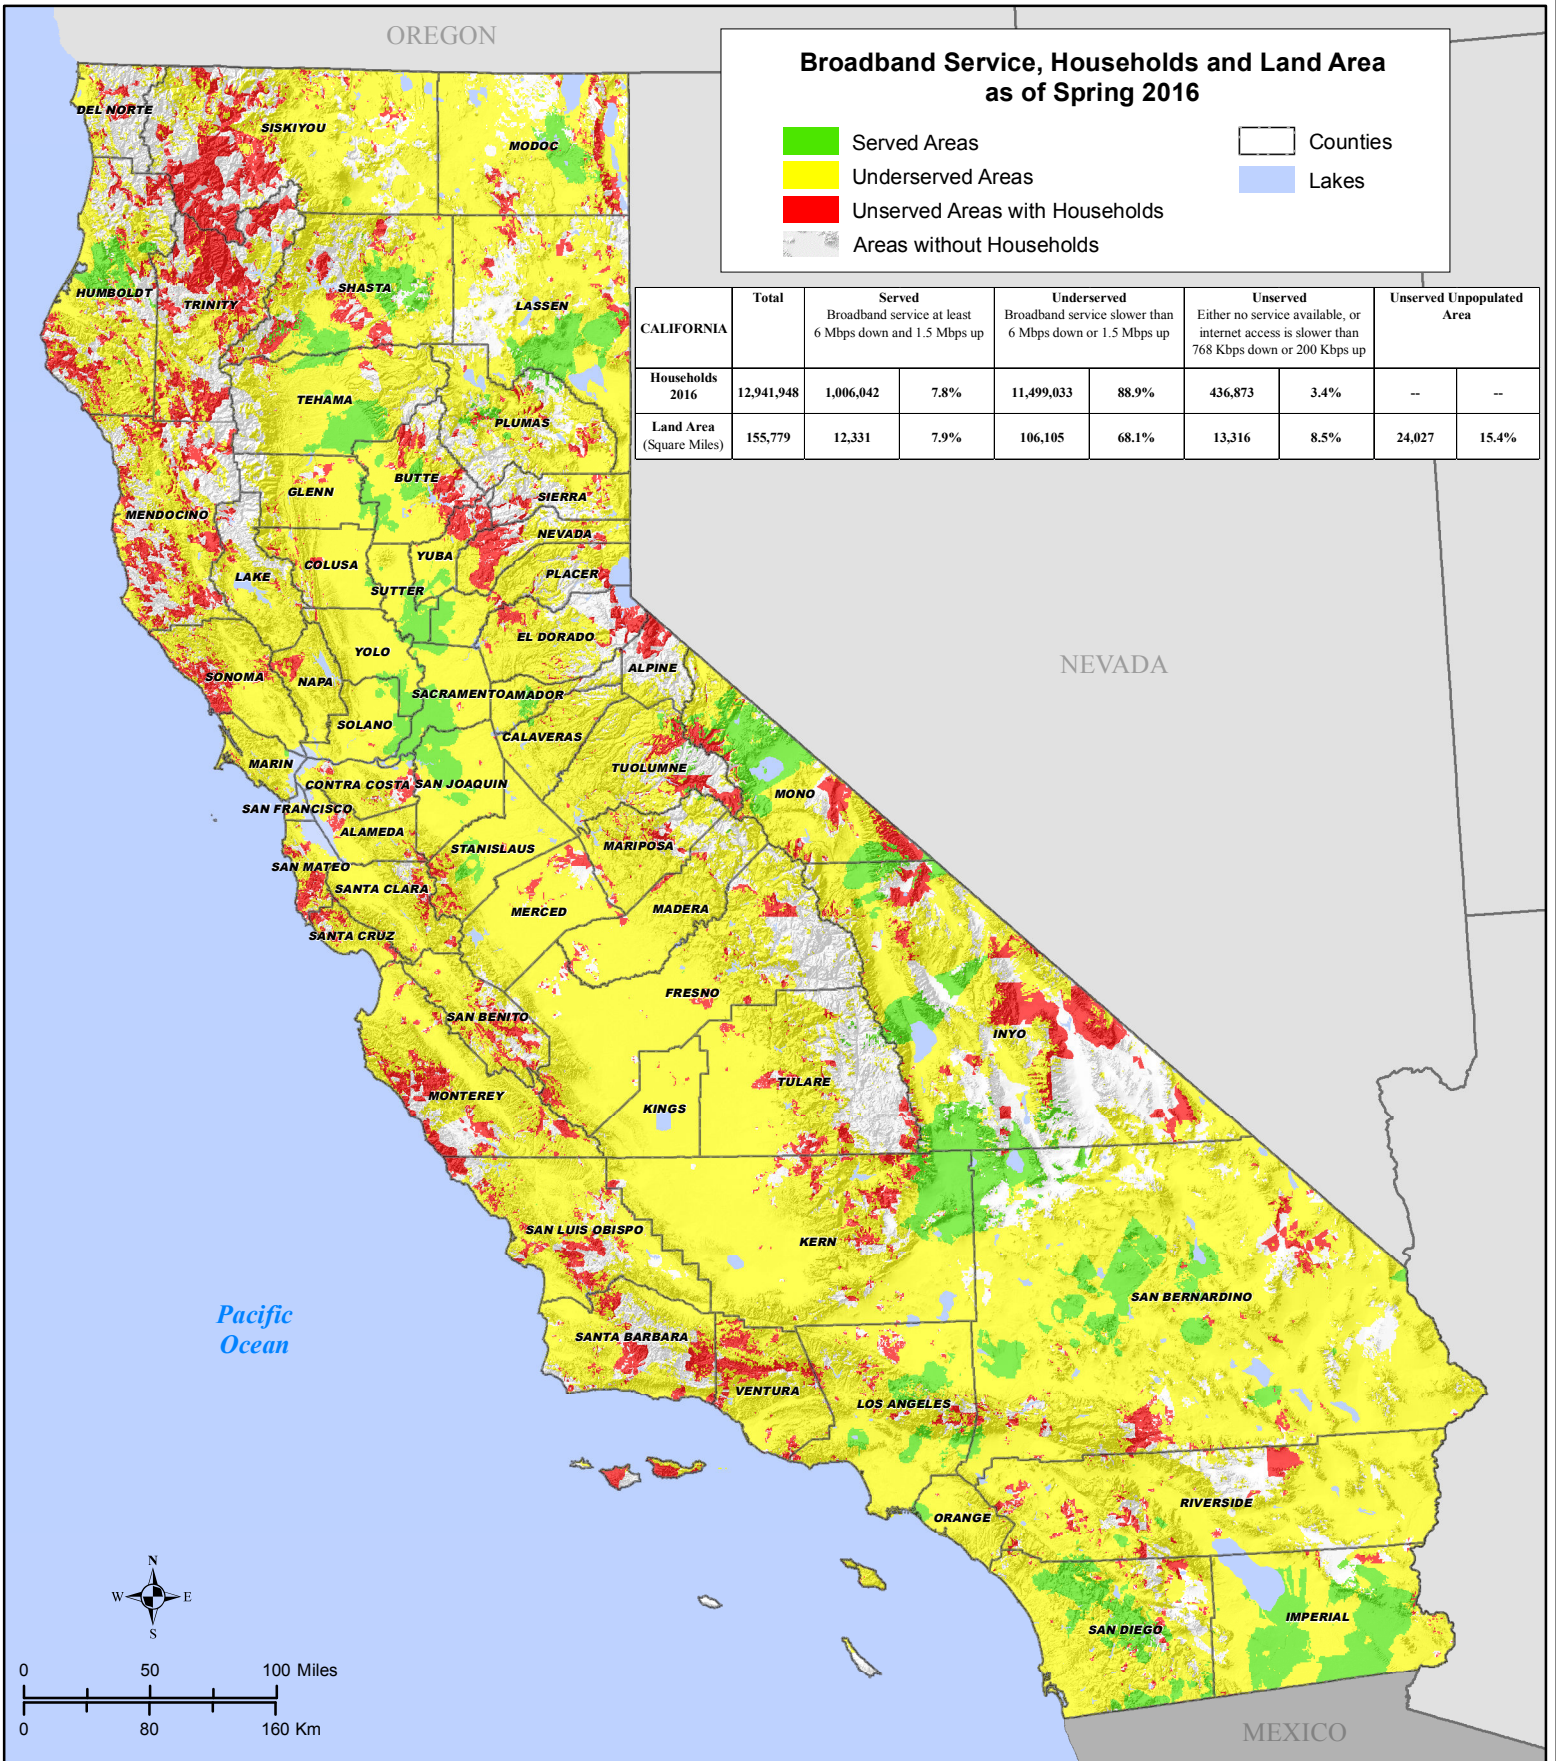 OREGON
Broadband Service, Households and Land Area
as of Spring 2016
Served Areas
Underserved Areas
Unserved Areas with Households
Areas without Households
Counties
Lakes
CALIFORNIA
Total
Served
Broadband service at least
6 Mbps down and 1.5 Mbps up
Underserved
Broadband service slower than
6 Mbps down or 1.5 Mbps up
Unserved
Either no service available, or
internet access is slower than
768 Kbps down or 200 Kbps up
Unserved Unpopulated
Area
Households
2016
12,941,948
1,006,042
7.8%
11,499,033
88.9%
436,873
3.4%
--
--
Land Area
(Square Miles)
155,779
12,331
7.9%
106,105
68.1%
13,316
8.5%
24,027
15.4%
DEL NORTE
SISKIYOU
MODOC
HUMBOLDT
TRINITY
SHASTA
LASSEN
TEHAMA
PLUMAS
GLENN
BUTTE
SIERRA
MENDOCINO
NEVADA
COLUSA
YUBA
LAKE
SUTTER
PLACER
EL DORADO
YOLO
ALPINE
SONOMA
NAPA
SACRAMENTO
AMADOR
SOLANO
CALAVERAS
MARIN
TUOLUMNE
CONTRA COSTA
SAN JOAQUIN
MONO
SAN FRANCISCO
ALAMEDA
STANISLAUS
MARIPOSA
SAN MATEO
SANTA CLARA
MERCED
MADERA
SANTA CRUZ
FRESNO
SAN BENITO
INYO
TULARE
MONTEREY
KINGS
SAN LUIS OBISPO
KERN
SAN BERNARDINO
SANTA BARBARA
VENTURA
LOS ANGELES
RIVERSIDE
ORANGE
SAN DIEGO
IMPERIAL
NEVADA
Pacific
Ocean
N
W E
S
0 50 100 Miles
0 80 160 Km
MEXICO